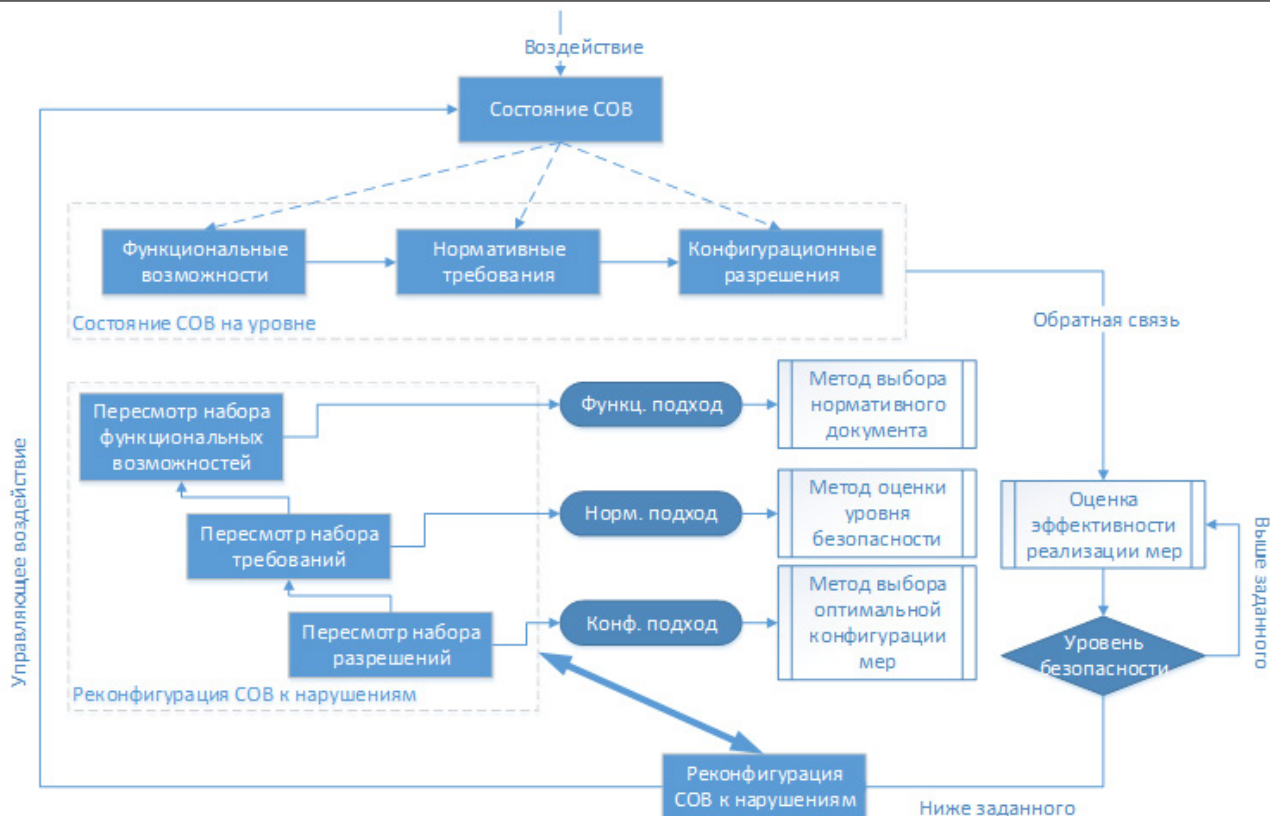 Воздействие
Состояние СОВ
Функциональные
возможности
Нормативные
требования
Конфигурационные
разрешения
Состояние СОВ на уровне
Обратная связь
Пересмотр набора
функциональных
возможностей
Функц. подход
Метод выбора
нормативного
документа
Пересмотр набора
требований
Норм. подход
Метод оценки
уровня
безопасности
Оценка
эффективности
реализации мер
Выше заданного
Управляющее воздействие
Пересмотр набора
разрешений
Конф. подход
Метод выбора
оптимальной
конфигурации
мер
Уровень
безопасности
Реконфигурация СОВ к нарушениям
Реконфигурация
СОВ к нарушениям
Ниже заданного